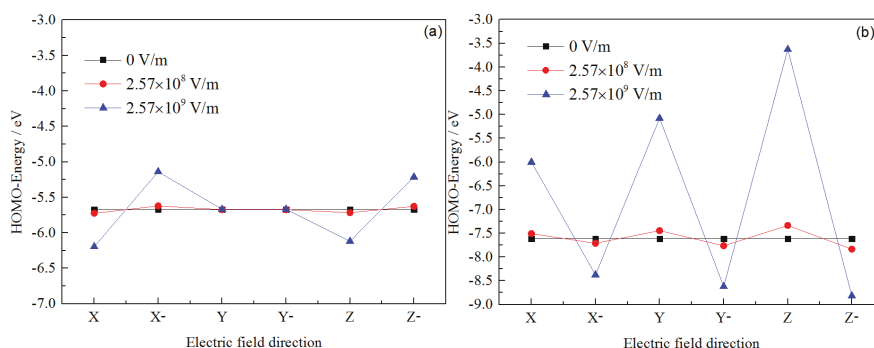 (a)
0 V/m
2.57×10⁸ V/m
2.57×10⁹ V/m
HOMO-Energy / eV
-3.0
-3.5
-4.0
-4.5
-5.0
-5.5
-6.0
-6.5
-7.0
X X- Y Y- Z Z-
Electric field direction
(b)
0 V/m
2.57×10⁸ V/m
2.57×10⁹ V/m
HOMO-Energy / eV
-3.0
-3.5
-4.0
-4.5
-5.0
-5.5
-6.0
-6.5
-7.0
-7.5
-8.0
-8.5
-9.0
X X- Y Y- Z Z-
Electric field direction